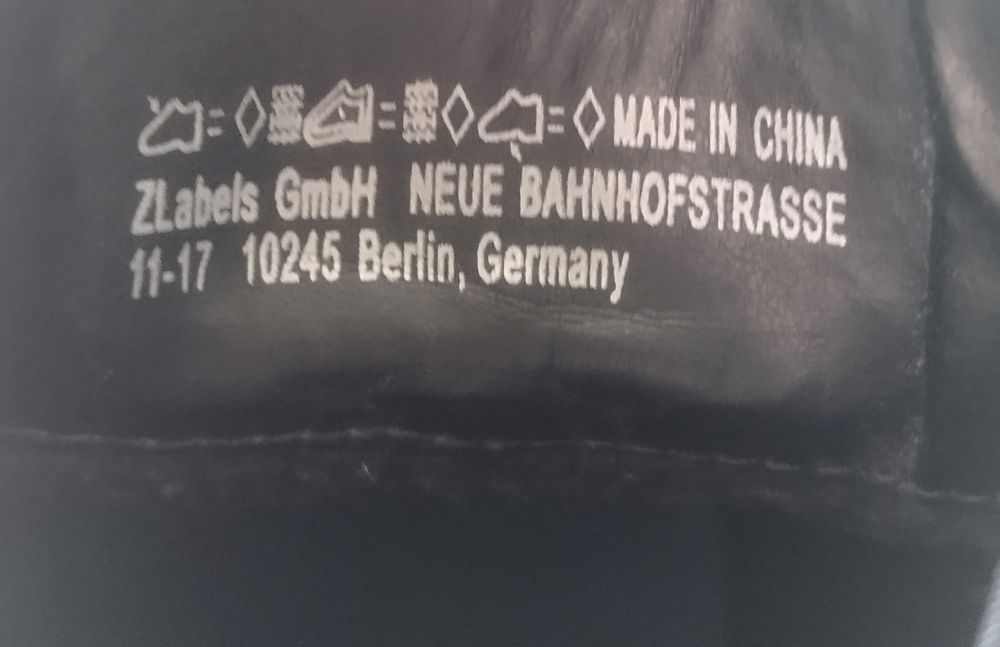 MADE IN CHINA
ZLabels GmbH NEUE BAHNHOFSTRASSE
11-17 10245 Berlin, Germany